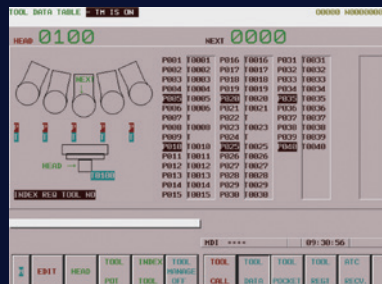 TOOL DATA TABLE - TM IS ON
HEAD 0100 NEXT 0000
P001 T0001 P016 T0016 P031 T0031
P002 T0002 P017 T0017 P032 T0032
P003 T0003 P018 T0018 P033 T0033
P004 T0004 P019 T0019 P034 T0034
P005 T0005 P020 T0020 P035 T0035
P006 T0006 P021 T0021 P036 T0036
P007 T P022 T P037 T0037
P008 T0008 P023 T0023 P038 T0038
P009 T P024 T0024 P039 T0039
P010 T0010 P025 T0025 P040 T0040
P011 T0011 P026 T0026
P012 T0012 P027 T0027
P013 T0013 P028 T0028
P014 T0014 P029 T0029
P015 T0015 P030 T0030
NEXT
HEAD
T0100
INDEX REQ TOOL NO
MDI **** 09:30:56
EDIT
HEAD
TOOL POT
INDEX TOOL
TOOL MANAGE OFF
TOOL CALL
TOOL DATA
TOOL POCKET
TOOL REGI
ATC RECV.